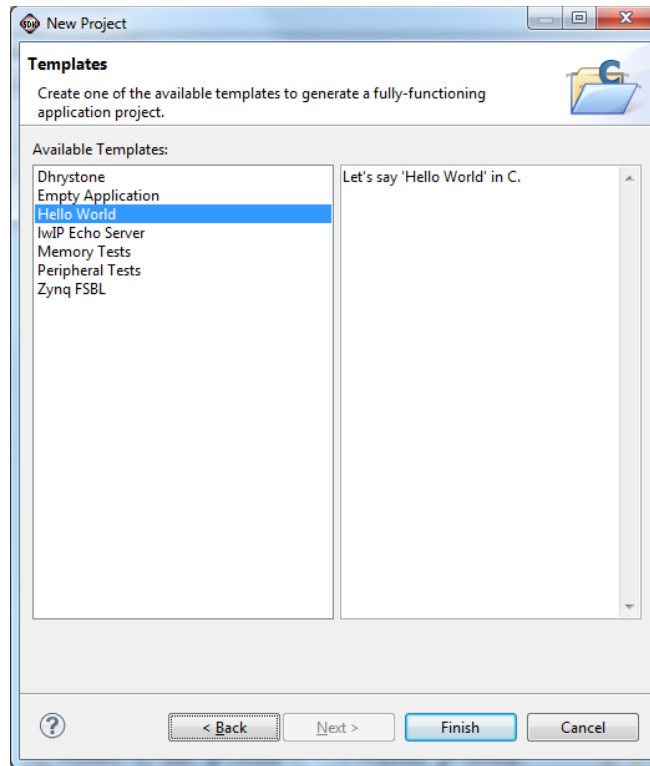 SDK New Project
Templates
Create one of the available templates to generate a fully-functioning
application project.
C
Available Templates:
Dhrystone
Empty Application
Hello World
lwIP Echo Server
Memory Tests
Peripheral Tests
Zynq FSBL
Let's say 'Hello World' in C.
?
< Back
Next >
Finish
Cancel